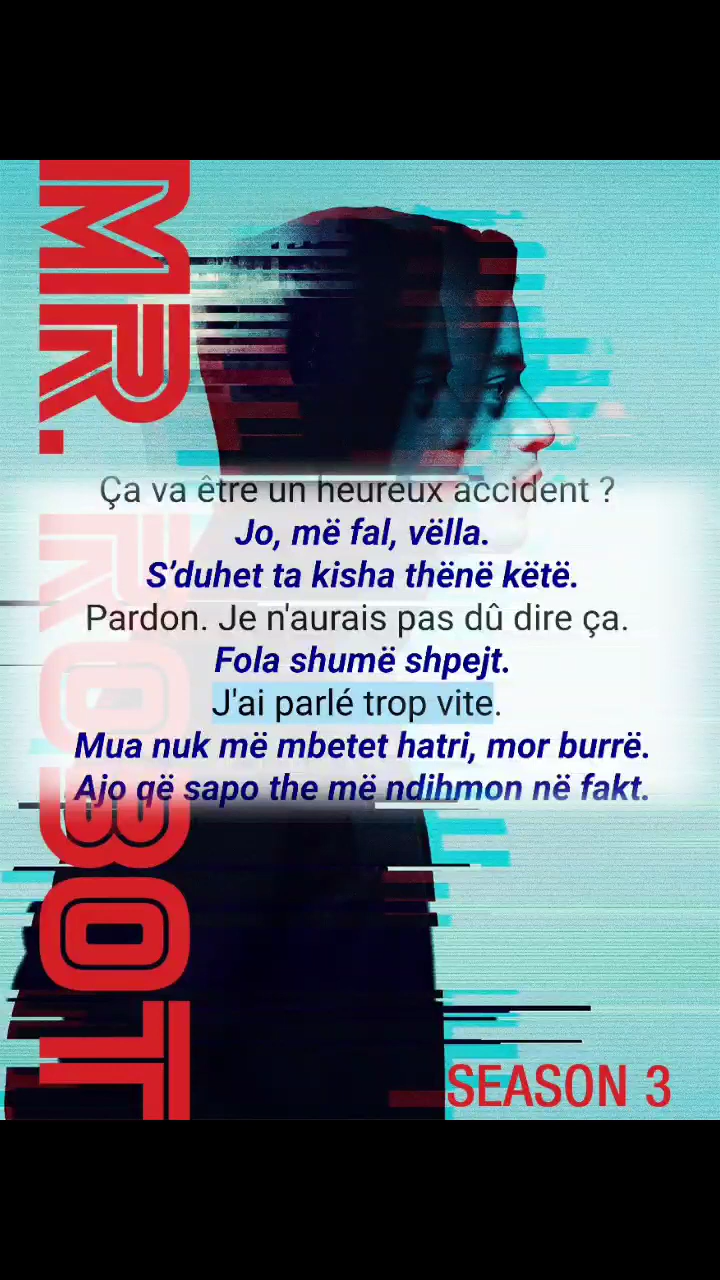 MR. ROBOT
Ça va être un heureux accident ?
Jo, më fal, vëlla.
S’duhet ta kisha thënë këtë.
Pardon. Je n'aurais pas dû dire ça.
Fola shumë shpejt.
J'ai parlé trop vite.
Mua nuk më mbetet hatri, mor burrë.
Ajo që sapo the më ndihmon në fakt.
SEASON 3